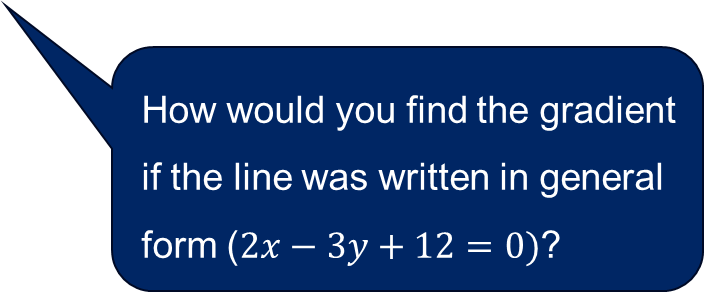 How would you find the gradient
if the line was written in general
form (2𝑥 − 3𝑦 + 12 = 0)?